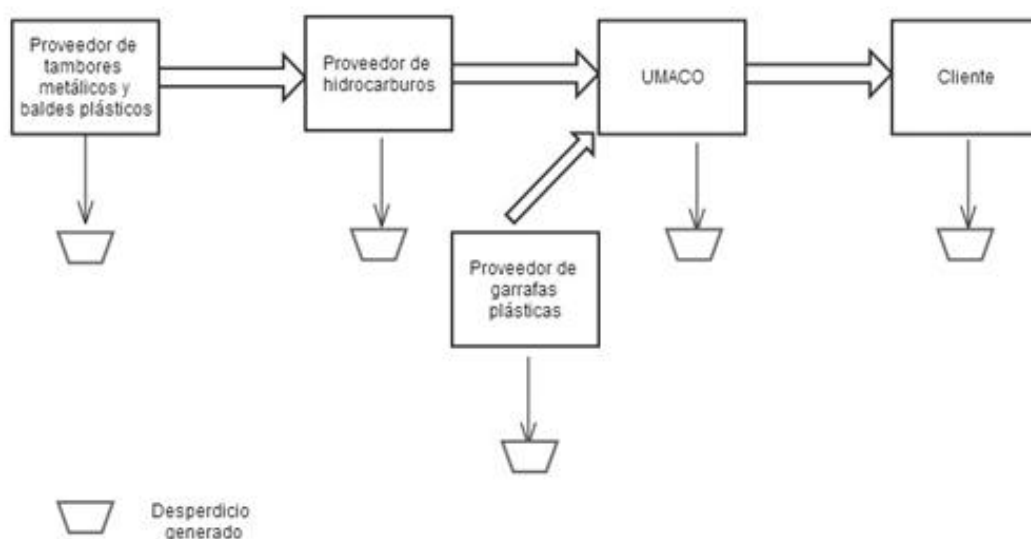 Proveedor de
tambores
metálicos y
baldes plásticos
Proveedor de
hidrocarburos
UMACO
Cliente
Proveedor de
garrafas
plásticas
Desperdicio
generado